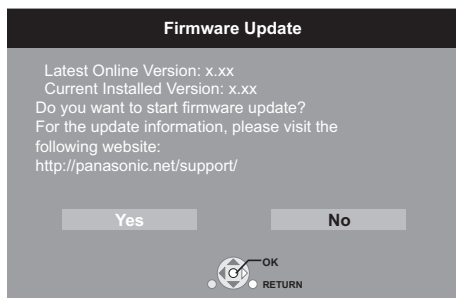 Firmware Update
Latest Online Version: x.xx
Current Installed Version: x.xx
Do you want to start firmware update?
For the update information, please visit the
following website:
http://panasonic.net/support/
Yes
No
OK
RETURN